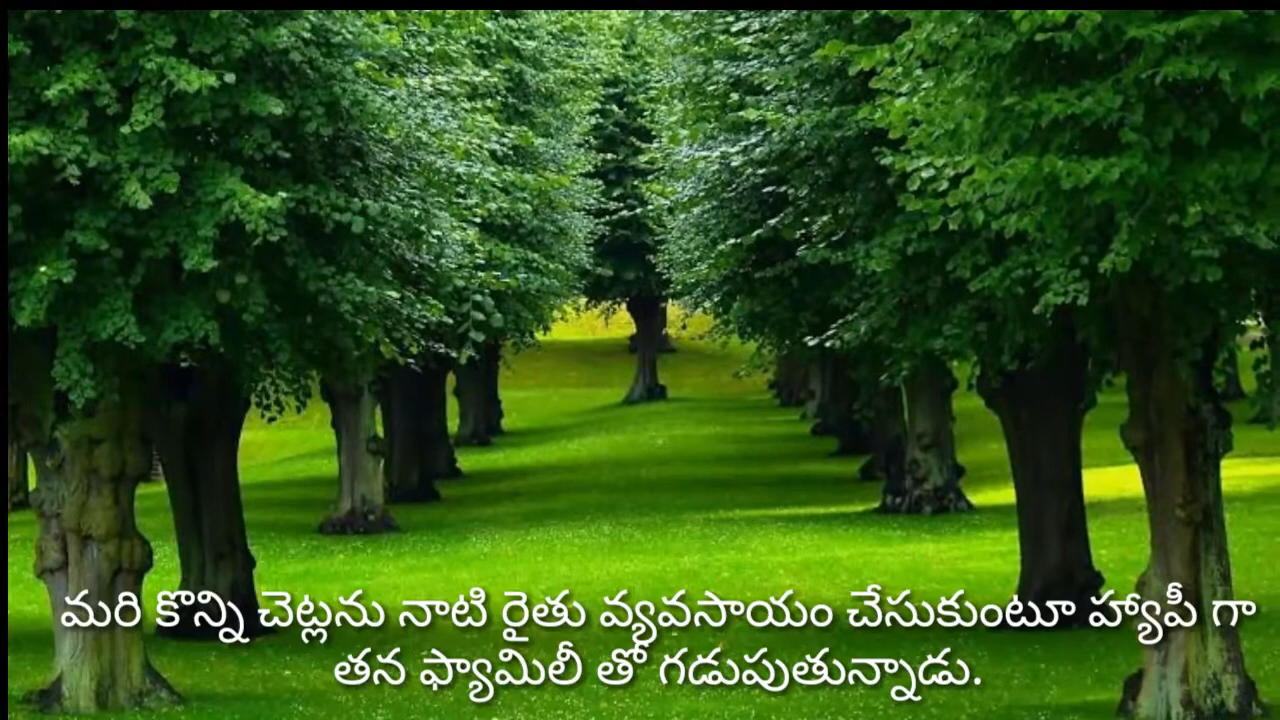 మరి కొన్ని చెట్లను నాటి రైతు వ్యవసాయం చేసుకుంటూ హ్యాపీ గా
తన ఫ్యామిలీ తో గడుపుతున్నాడు.